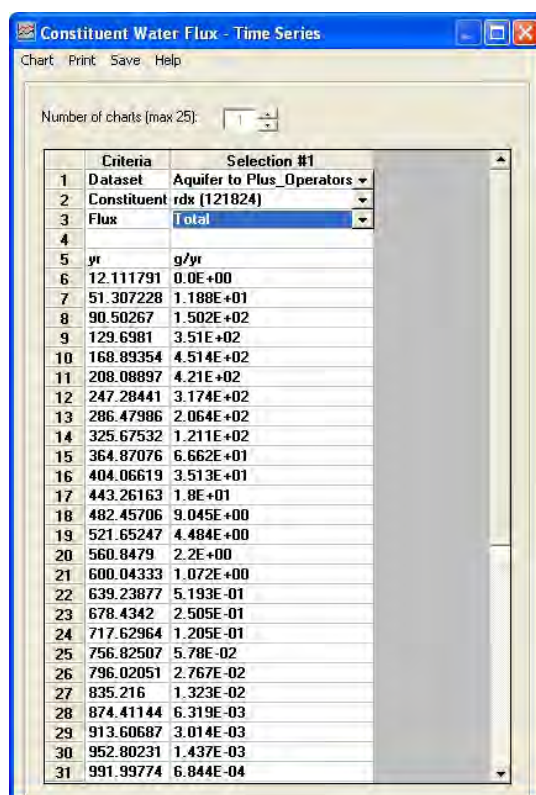 Constituent Water Flux - Time Series
Chart Print Save Help
Number of charts (max 25): 1
Criteria Selection #1
1 Dataset Aquifer to Plus_Operators
2 Constituent rdx (121824)
3 Flux Total
4
5 yr g/yr
6 12.111791 0.0E+00
7 51.307228 1.188E+01
8 90.50267 1.502E+02
9 129.6981 3.51E+02
10 168.89354 4.514E+02
11 208.08897 4.21E+02
12 247.28441 3.174E+02
13 286.47986 2.064E+02
14 325.67532 1.211E+02
15 364.87076 6.662E+01
16 404.06619 3.513E+01
17 443.26163 1.8E+01
18 482.45706 9.045E+00
19 521.65247 4.484E+00
20 560.8479 2.2E+00
21 600.04333 1.072E+00
22 639.23877 5.193E-01
23 678.4342 2.505E-01
24 717.62964 1.205E-01
25 756.82507 5.78E-02
26 796.02051 2.767E-02
27 835.216 1.323E-02
28 874.41144 6.319E-03
29 913.60687 3.014E-03
30 952.80231 1.437E-03
31 991.99774 6.844E-04